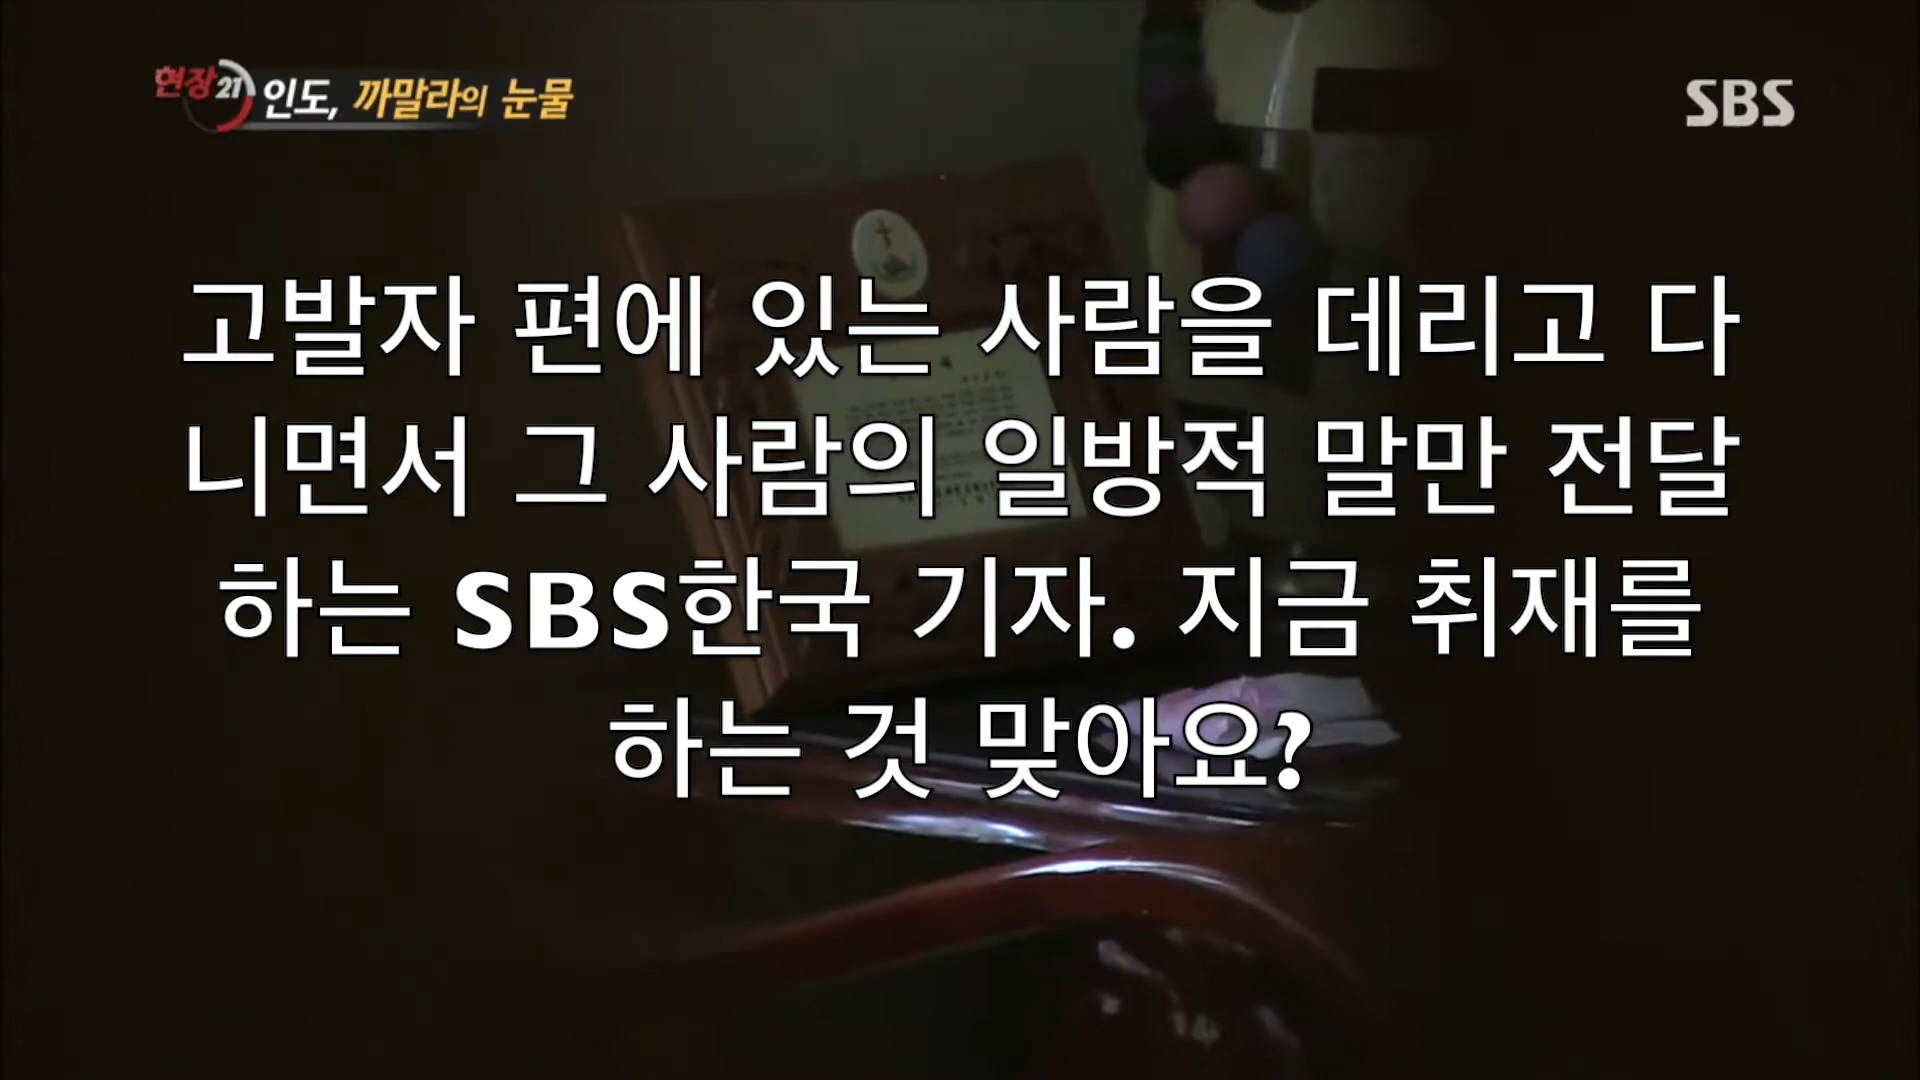 현장21 인도, 까말라의 눈물
SBS
고발자 편에 있는 사람을 데리고 다
니면서 그 사람의 일방적 말만 전달
하는 SBS한국 기자. 지금 취재를
하는 것 맞아요?